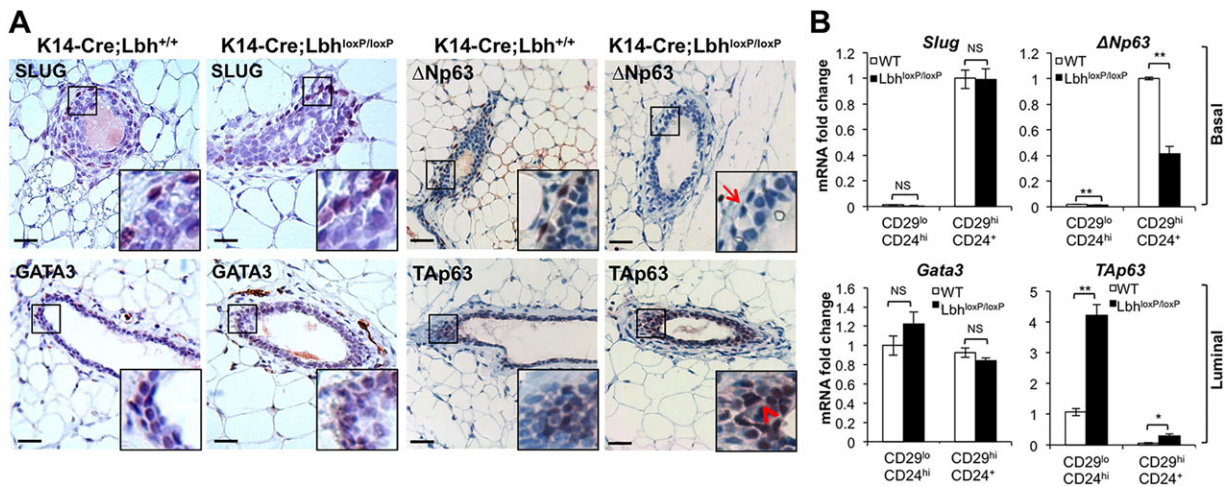 A
K14-Cre;Lbh+/+
K14-Cre;LbhloxP/loxP
K14-Cre;Lbh+/+
K14-Cre;LbhloxP/loxP
SLUG
SLUG
ΔNp63
ΔNp63
GATA3
GATA3
TAp63
TAp63
B
Slug
WT
LbhloxP/loxP
NS
NS
mRNA fold change
1.2
1
0.8
0.6
0.4
0.2
0
CD29lo
CD24hi
CD29hi
CD24+
ΔNp63
WT
LbhloxP/loxP
**
**
1.2
1
0.8
0.6
0.4
0.2
0
CD29lo
CD24hi
CD29hi
CD24+
Basal
Gata3
WT
LbhloxP/loxP
NS
NS
mRNA fold change
1.6
1.4
1.2
1
0.8
0.6
0.4
0.2
0
CD29lo
CD24hi
CD29hi
CD24+
TAp63
WT
LbhloxP/loxP
**
*
5
4
3
2
1
0
CD29lo
CD24hi
CD29hi
CD24+
Luminal